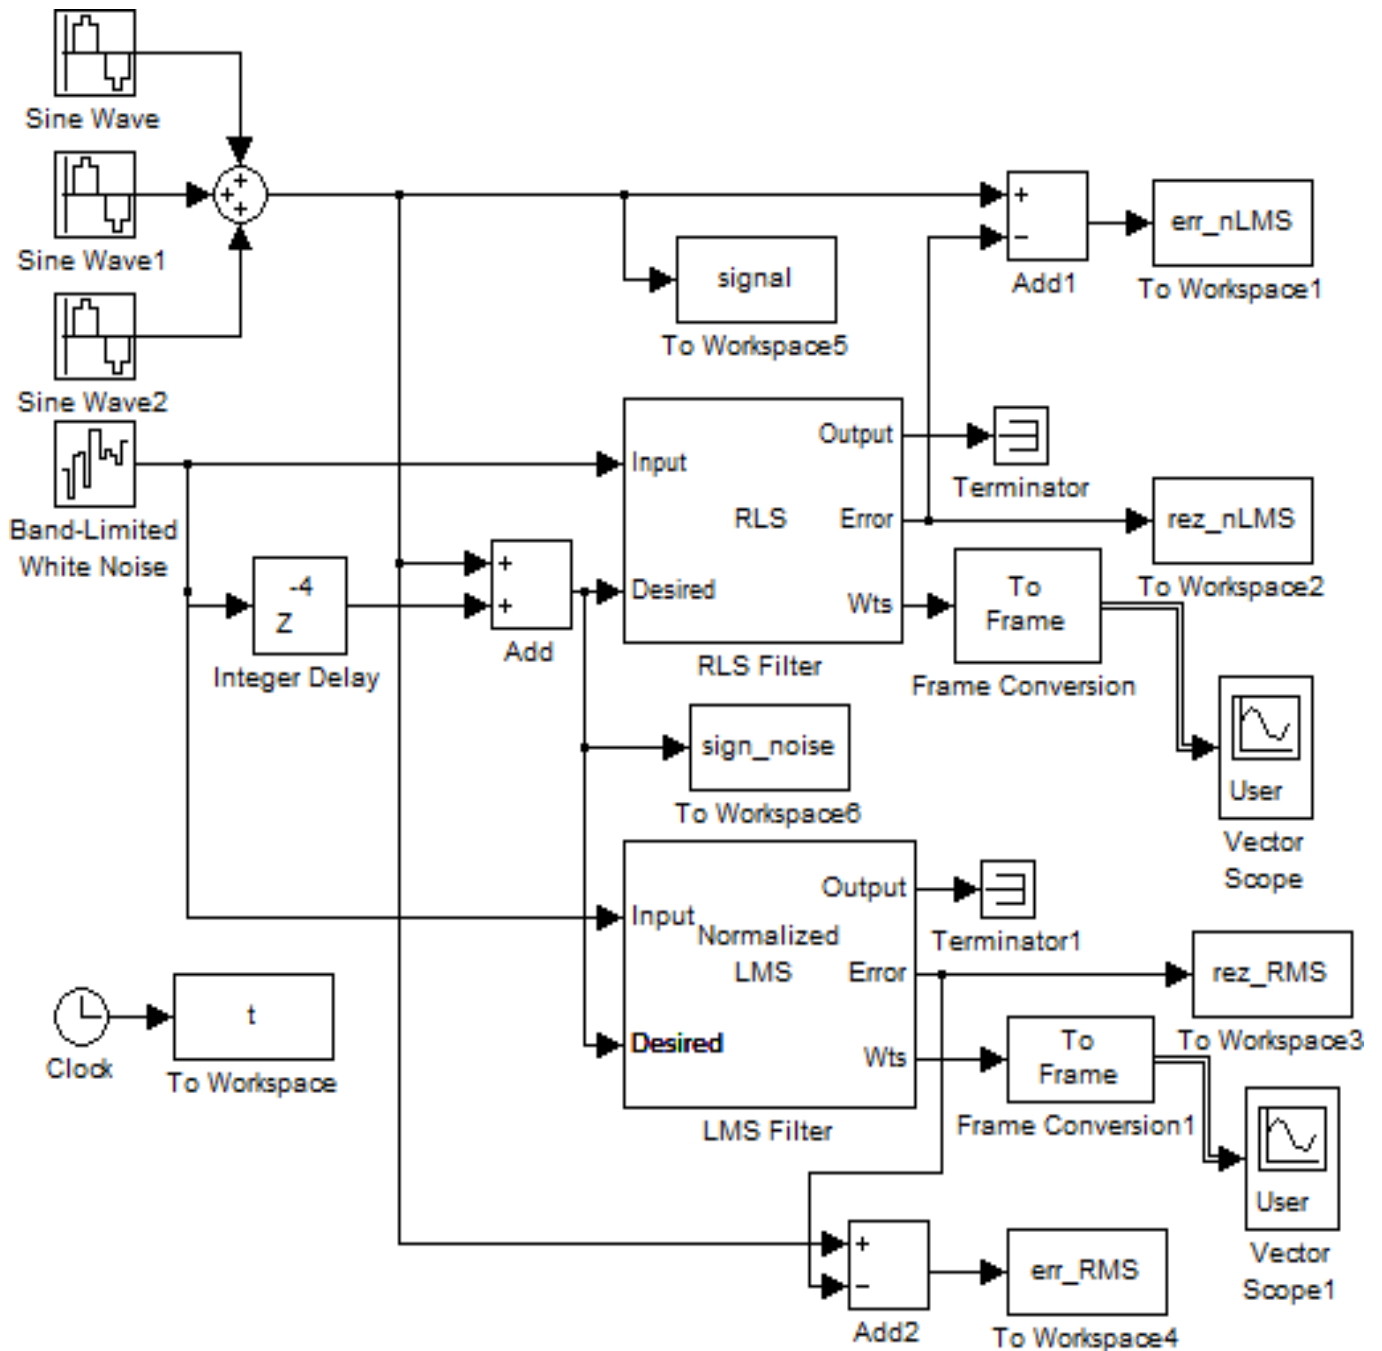 Sine Wave
+
+
+
Sine Wave1
Sine Wave2
+
−
Add1
err_nLMS
To Workspace1
signal
To Workspace5
Band-Limited
White Noise
Input
RLS
Desired
Output
Error
Wts
RLS Filter
Terminator
rez_nLMS
To Workspace2
-4
Z
Integer Delay
+
+
Add
To
Frame
Frame Conversion
User
Vector
Scope
sign_noise
To Workspace6
Input
Normalized
LMS
Desired
Output
Error
Wts
LMS Filter
Terminator1
rez_RMS
To Workspace3
Clock
t
To Workspace
To
Frame
Frame Conversion1
User
Vector
Scope1
+
−
Add2
err_RMS
To Workspace4